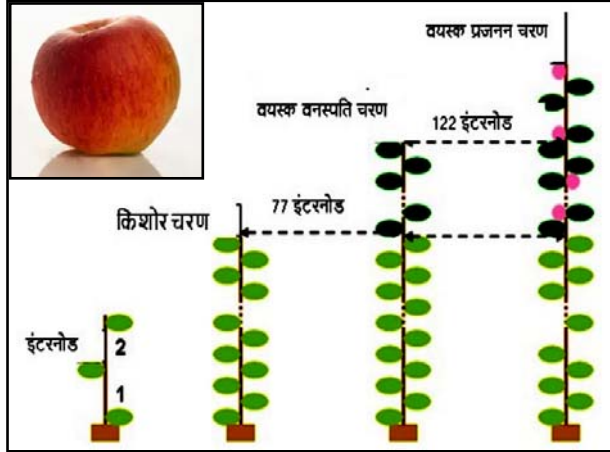 वयस्क प्रजनन चरण
वयस्क वनस्पति चरण
122 इंटरनोड
77 इंटरनोड
किशोर चरण
इंटरनोड
2
1